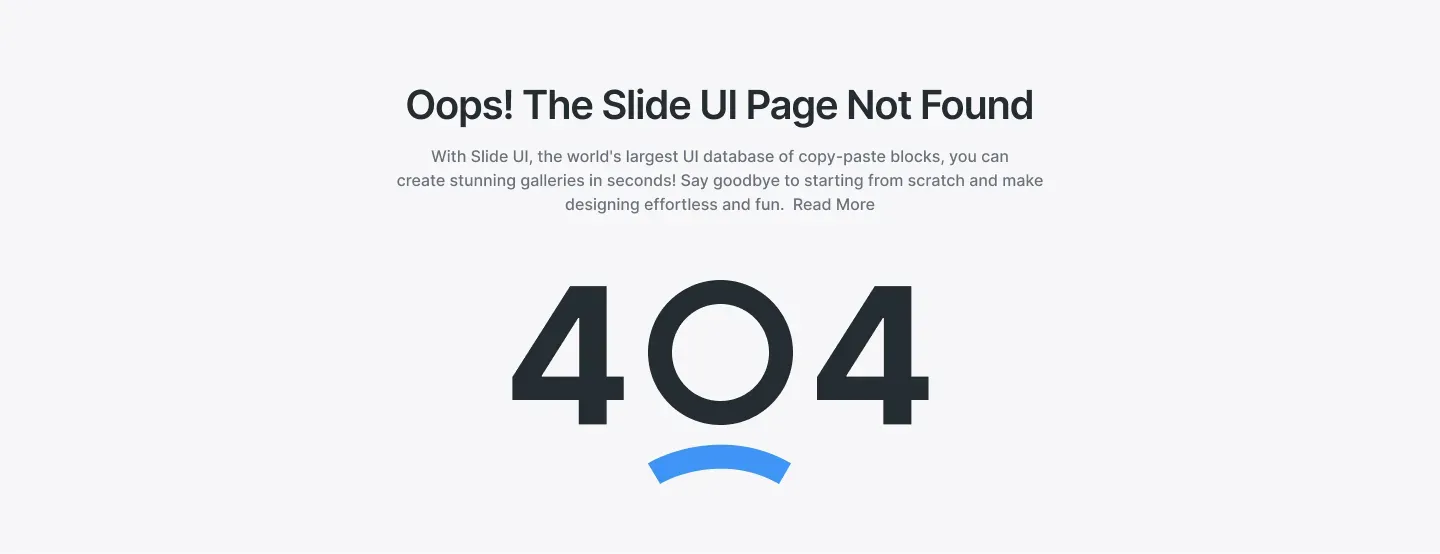 Oops! The Slide UI Page Not Found
With Slide UI, the world's largest UI database of copy-paste blocks, you can
create stunning galleries in seconds! Say goodbye to starting from scratch and make
designing effortless and fun.  Read More
404